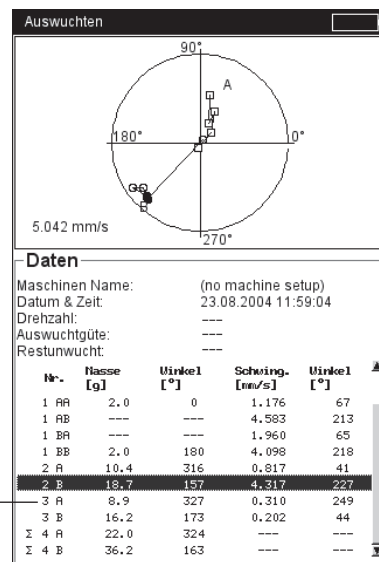 Auswuchten
90°
A
180°
0°
5.042 mm/s
270°
Daten
Maschinen Name: (no machine setup)
Datum & Zeit: 23.08.2004 11:59:04
Drehzahl: ---
Auswuchtgüte: ---
Restunwucht: ---
Nr. Masse Winkel Schwing. Winkel
[g] [°] [mm/s] [°]
1 AA 2.0 0 1.176 67
1 AB --- --- 4.583 213
1 BA --- --- 1.960 65
1 BB 2.0 180 4.098 218
2 A 10.4 316 0.817 41
2 B 18.7 157 4.317 227
3 A 8.9 327 0.310 249
3 B 16.2 173 0.202 44
Σ 4 A 22.0 324 --- ---
Σ 4 B 36.2 163 --- ---